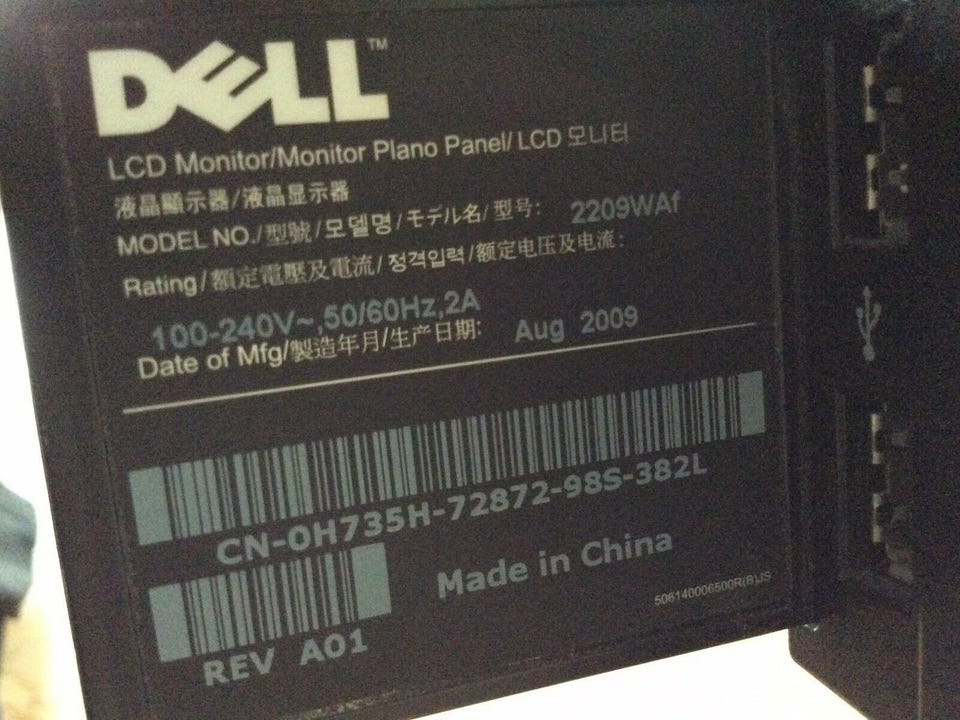 DELL™
LCD Monitor/Monitor Plano Panel/ LCD 모니터
液晶顯示器/液晶显示器
MODEL NO./型號/모델명/モデル名/型号: 2209WAf
Rating/額定電壓及電流/정격입력/额定电压及电流:
100-240V~,50/60Hz,2A
Date of Mfg/製造年月/生产日期: Aug 2009
CN-0H735H-72872-98S-382L
Made in China
506140006500R(B)JS
REV A01